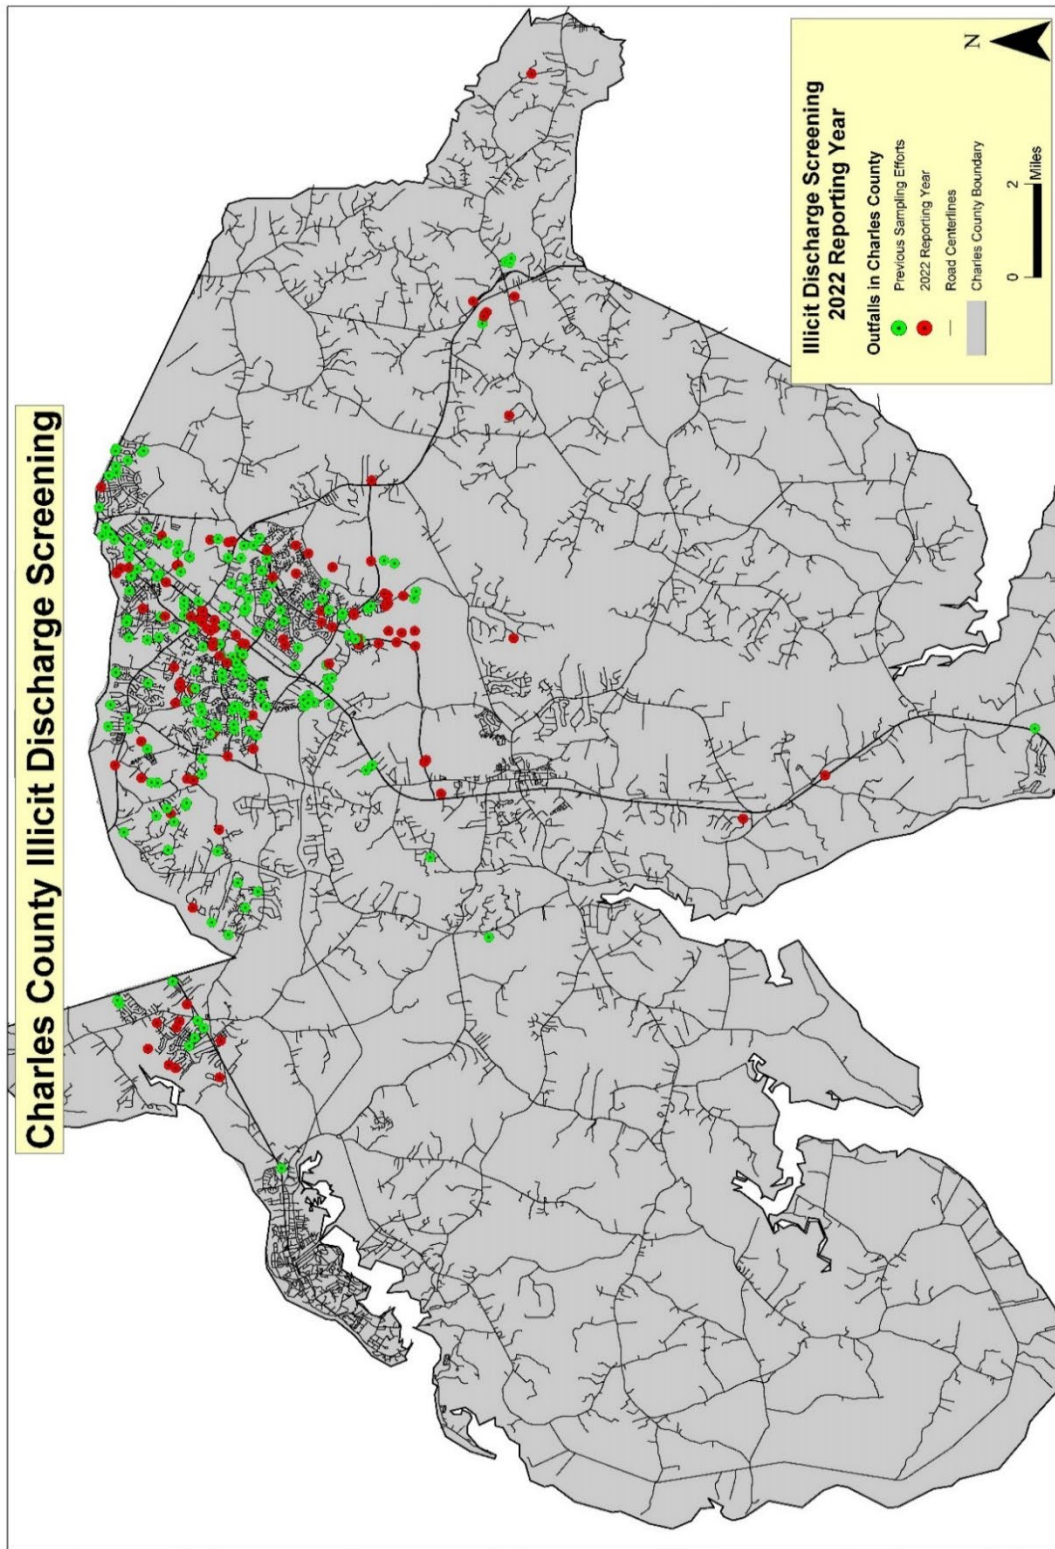 Charles County Illicit Discharge Screening
Illicit Discharge Screening
2022 Reporting Year
Outfalls in Charles County
Previous Sampling Efforts
2022 Reporting Year
Road Centerlines
Charles County Boundary
0
2
Miles
N